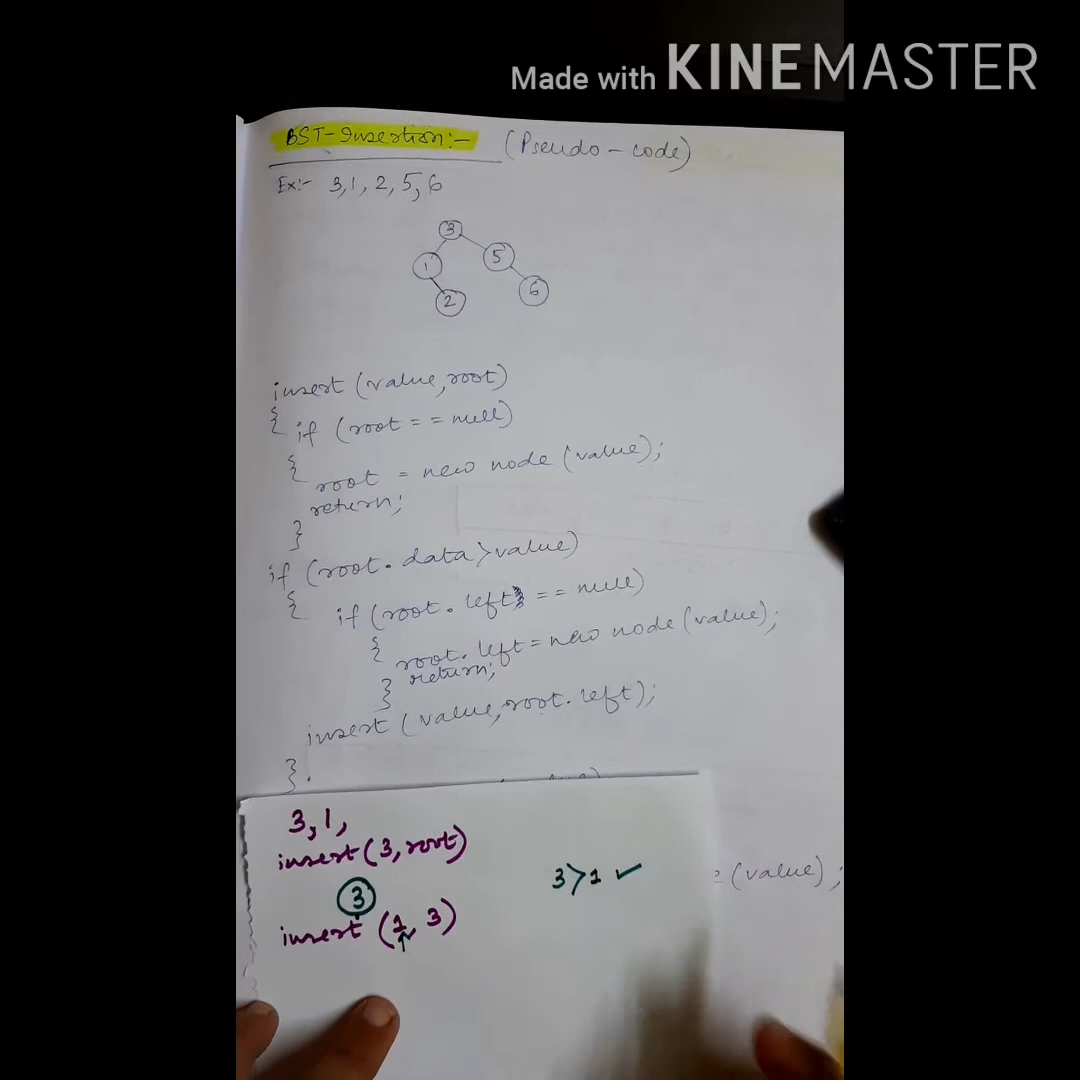 Made with KINEMASTER
BST-Insertion:- (Pseudo-code)
Ex:- 3,1,2,5,6
3
5
1
6
2
insert (value,root)
{ if (root == null)
{ root = new node (value);
return;
}
if (root.data>value)
{ if (root.left == null)
{ root.left = new node (value);
return;
}
insert (value,root.left);
}.
3,1,
insert (3,root)
(value);
3>1 ✓
3
insert (1, 3)